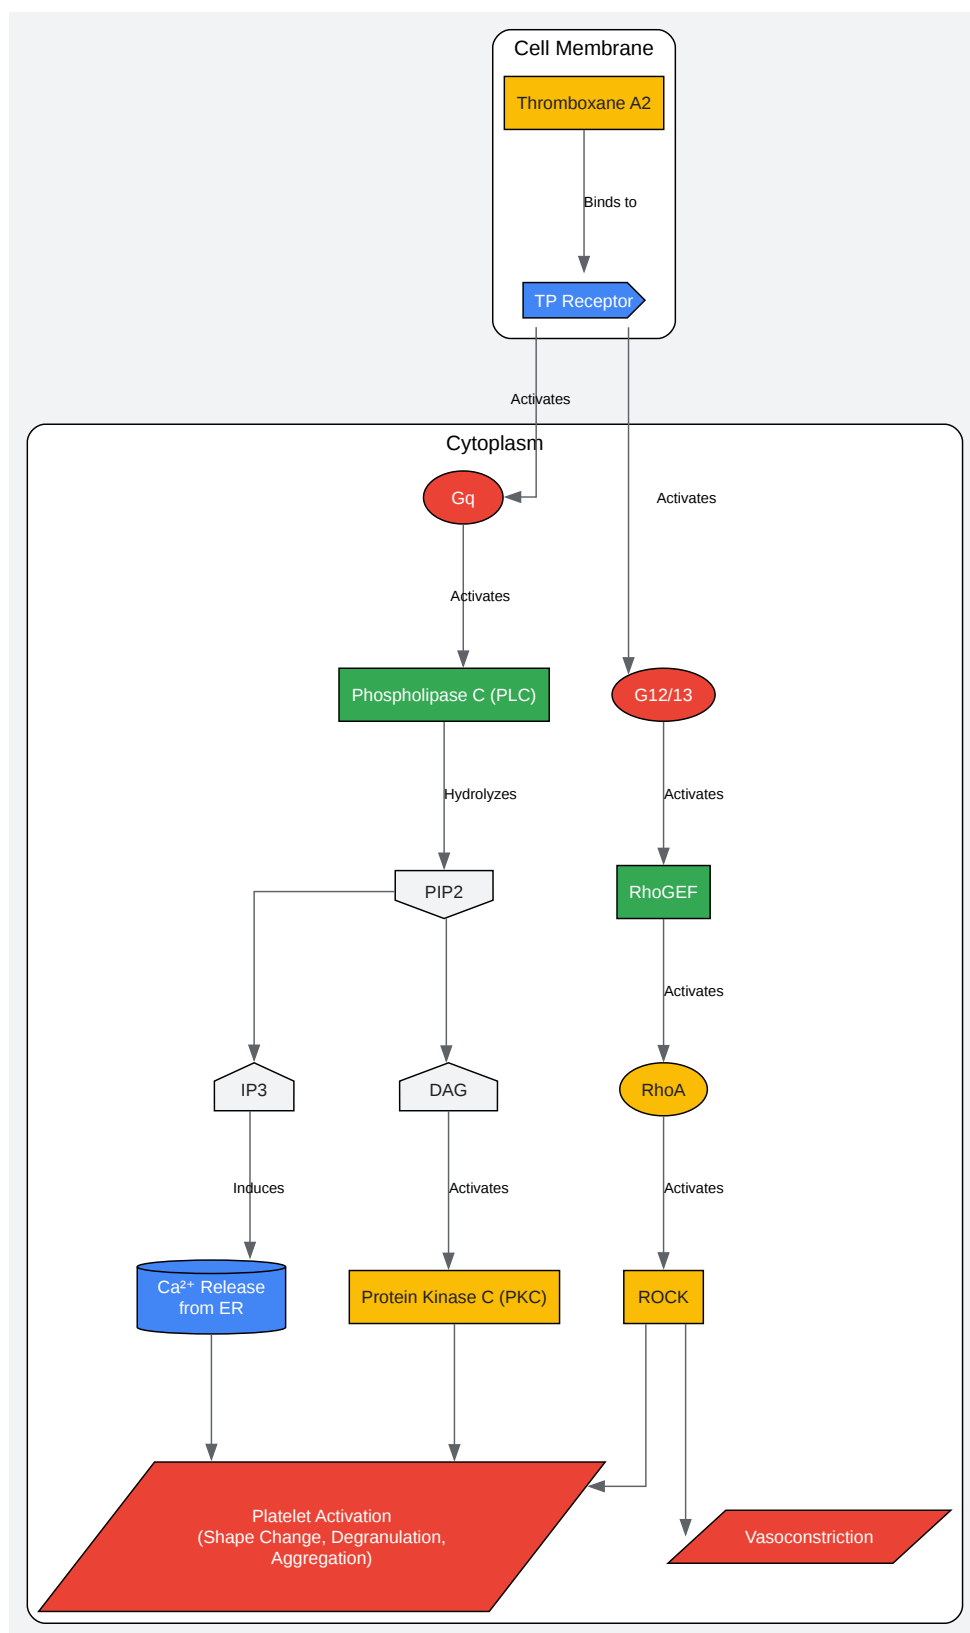 Cell Membrane
Thromboxane A2
Binds to
TP Receptor
Activates
Cytoplasm
Gq
Activates
Activates
Phospholipase C (PLC)
G12/13
Hydrolyzes
Activates
PIP2
RhoGEF
Activates
IP3
DAG
RhoA
Induces
Activates
Activates
Ca²⁺ Release
from ER
Protein Kinase C (PKC)
ROCK
Platelet Activation
(Shape Change, Degranulation,
Aggregation)
Vasoconstriction